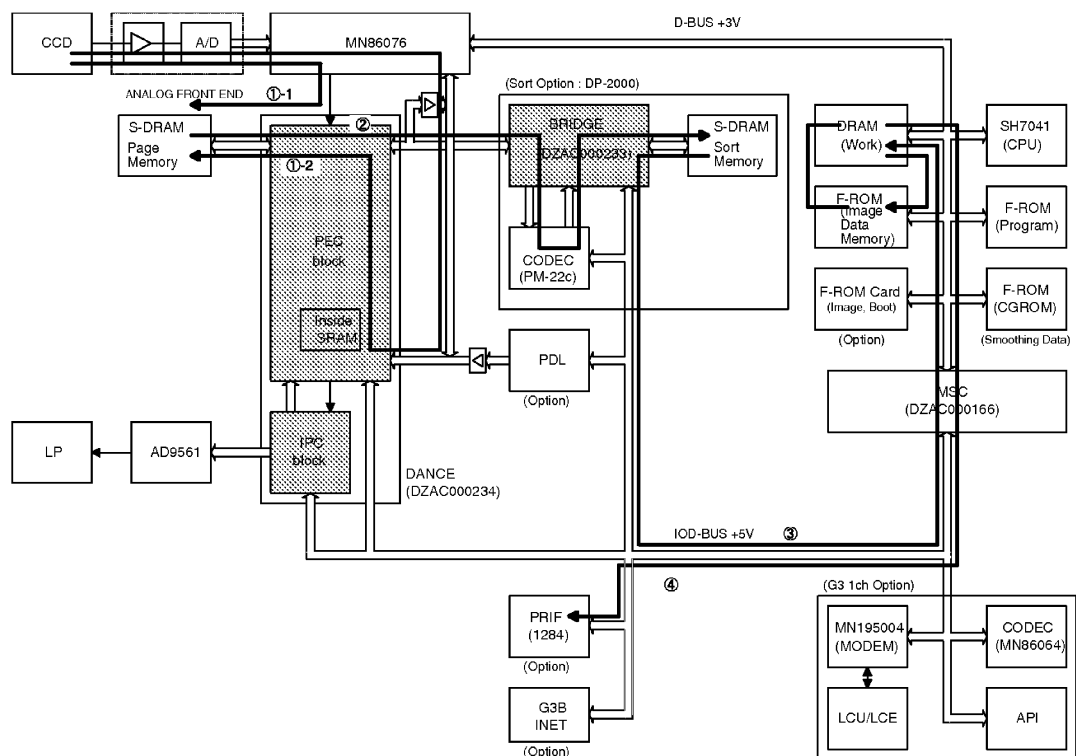 D-BUS +3V
CCD
A/D
MN86076
(Sort Option : DP-2000)
ANALOG FRONT END
①-1
S-DRAM
Page
Memory
②
①-2
BRIDGE
(DZAC000233)
S-DRAM
Sort
Memory
DRAM
(Work)
SH7041
(CPU)
PEC
block
CODEC
(PM-22c)
F-ROM
(Image
Data
Memory)
F-ROM
(Program)
Inside
SRAM
F-ROM Card
(Image, Boot)
(Option)
F-ROM
(CGROM)
(Smoothing Data)
PDL
(Option)
MSC
(DZAC000166)
LP
AD9561
IPC
block
DANCE
(DZAC000234)
IOD-BUS +5V
③
④
(G3 1ch Option)
PRIF
(1284)
(Option)
MN195004
(MODEM)
CODEC
(MN86064)
G3B
INET
(Option)
LCU/LCE
API